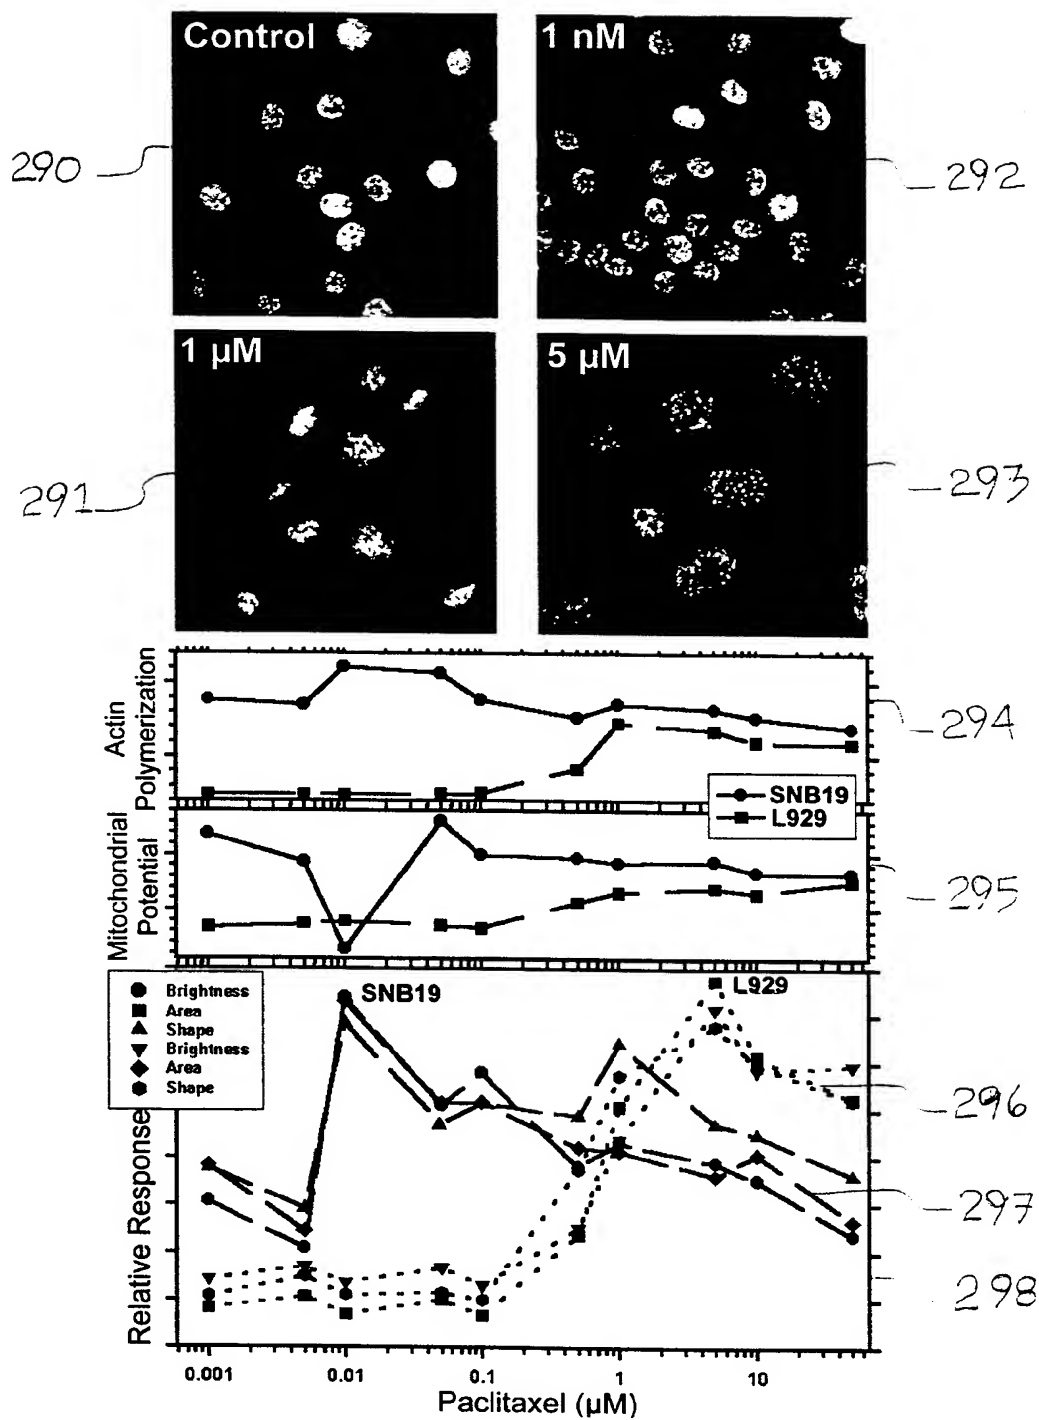 Control
1 nM
290
292
1 µM
5 µM
291
293
Actin
Polymerization
294
SNB19
L929
Mitochondrial
Potential
295
Brightness
Area
Shape
Brightness
Area
Shape
SNB19
L929
296
297
298
Relative Response
0.001
0.01
0.1
1
10
Paclitaxel (µM)